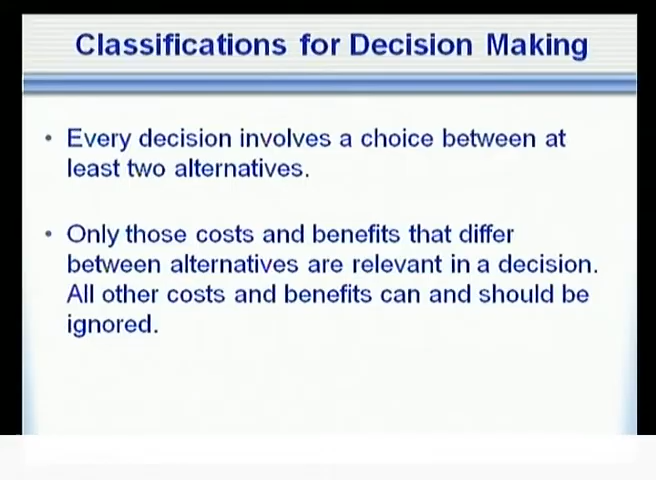 Classifications for Decision Making
• Every decision involves a choice between at
least two alternatives.
• Only those costs and benefits that differ
between alternatives are relevant in a decision.
All other costs and benefits can and should be
ignored.